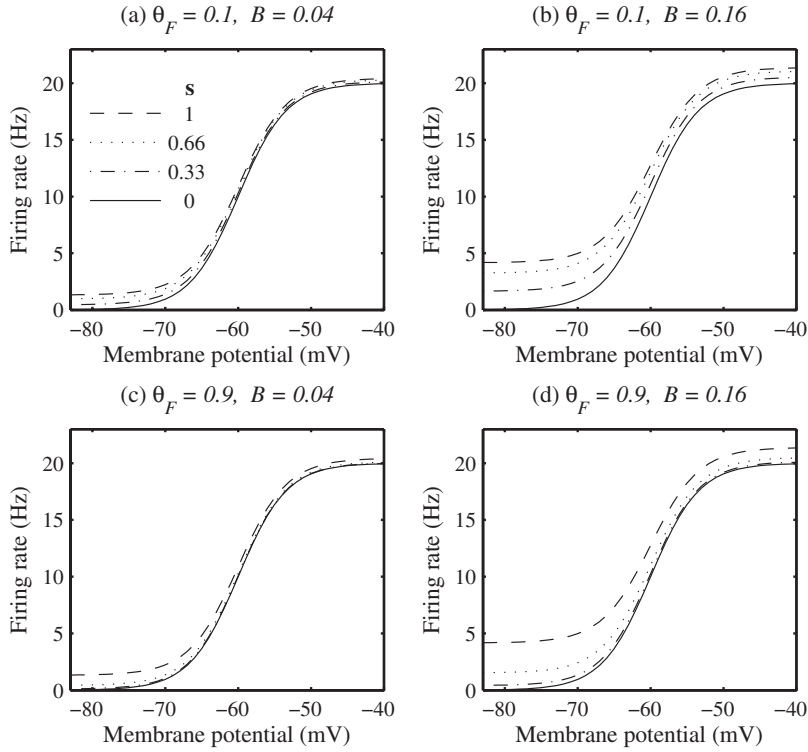 (a) θ_F = 0.1, B = 0.04
(b) θ_F = 0.1, B = 0.16
Firing rate (Hz)
20
15
10
5
0
s
1
0.66
0.33
0
−80 −70 −60 −50 −40
Membrane potential (mV)
Firing rate (Hz)
20
15
10
5
0
−80 −70 −60 −50 −40
Membrane potential (mV)
(c) θ_F = 0.9, B = 0.04
(d) θ_F = 0.9, B = 0.16
Firing rate (Hz)
20
15
10
5
0
−80 −70 −60 −50 −40
Membrane potential (mV)
Firing rate (Hz)
20
15
10
5
0
−80 −70 −60 −50 −40
Membrane potential (mV)